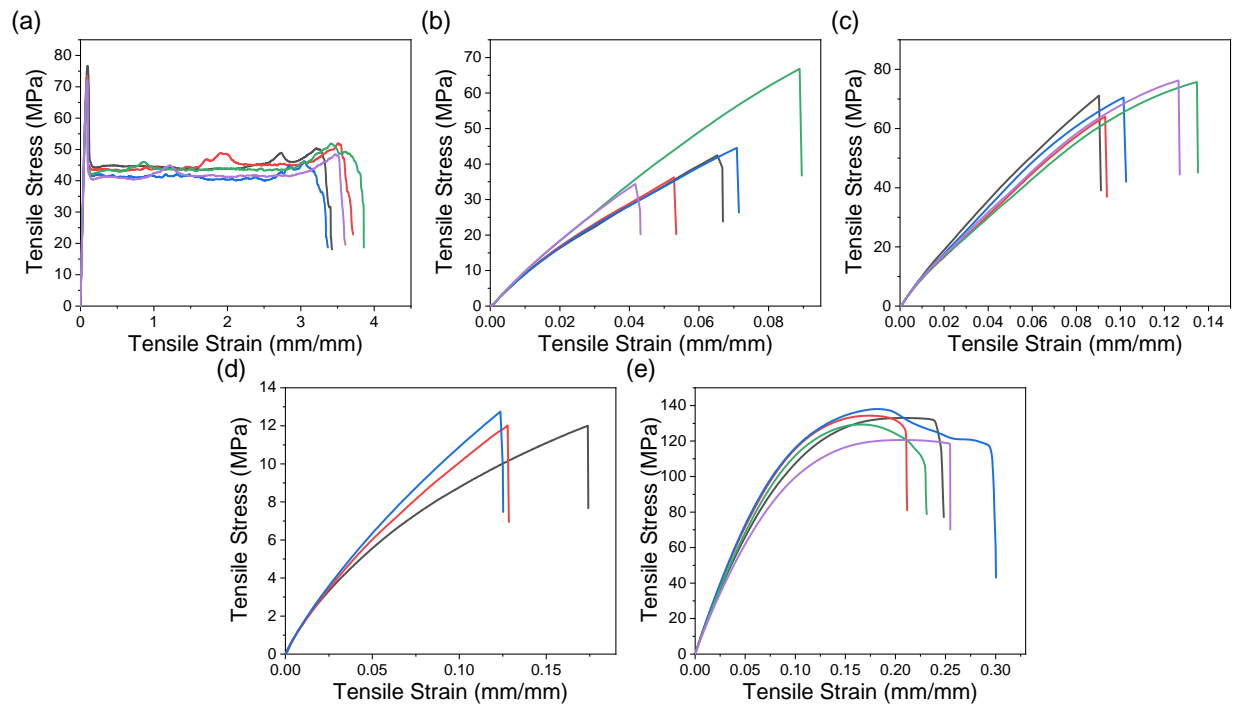 (a)
(b)
(c)
80
70
60
50
40
30
20
10
0
Tensile Stress (MPa)
0 1 2 3 4
Tensile Strain (mm/mm)
70
60
50
40
30
20
10
0
Tensile Stress (MPa)
0.00 0.02 0.04 0.06 0.08
Tensile Strain (mm/mm)
80
60
40
20
0
Tensile Stress (MPa)
0.00 0.02 0.04 0.06 0.08 0.10 0.12 0.14
Tensile Strain (mm/mm)
(d)
(e)
14
12
10
8
6
4
2
0
Tensile Stress (MPa)
0.00 0.05 0.10 0.15
Tensile Strain (mm/mm)
140
120
100
80
60
40
20
0
Tensile Stress (MPa)
0.00 0.05 0.10 0.15 0.20 0.25 0.30
Tensile Strain (mm/mm)